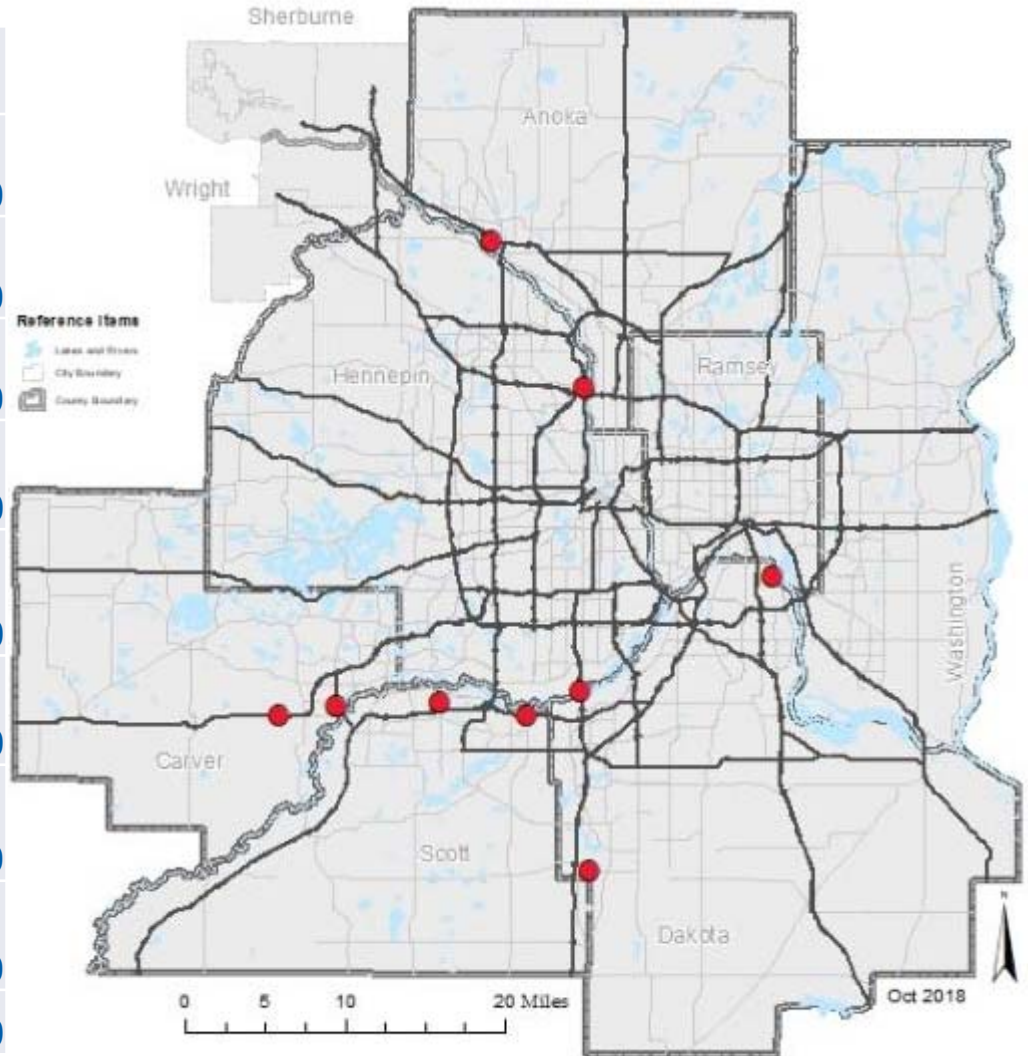 Sherburne
Anoka
Wright
Reference Items
Lakes and Rivers
City Boundary
County Boundary
Hennepin
Ramsey
Washington
Carver
Scott
Dakota
N
0 5 10 20 Miles
Oct 2018